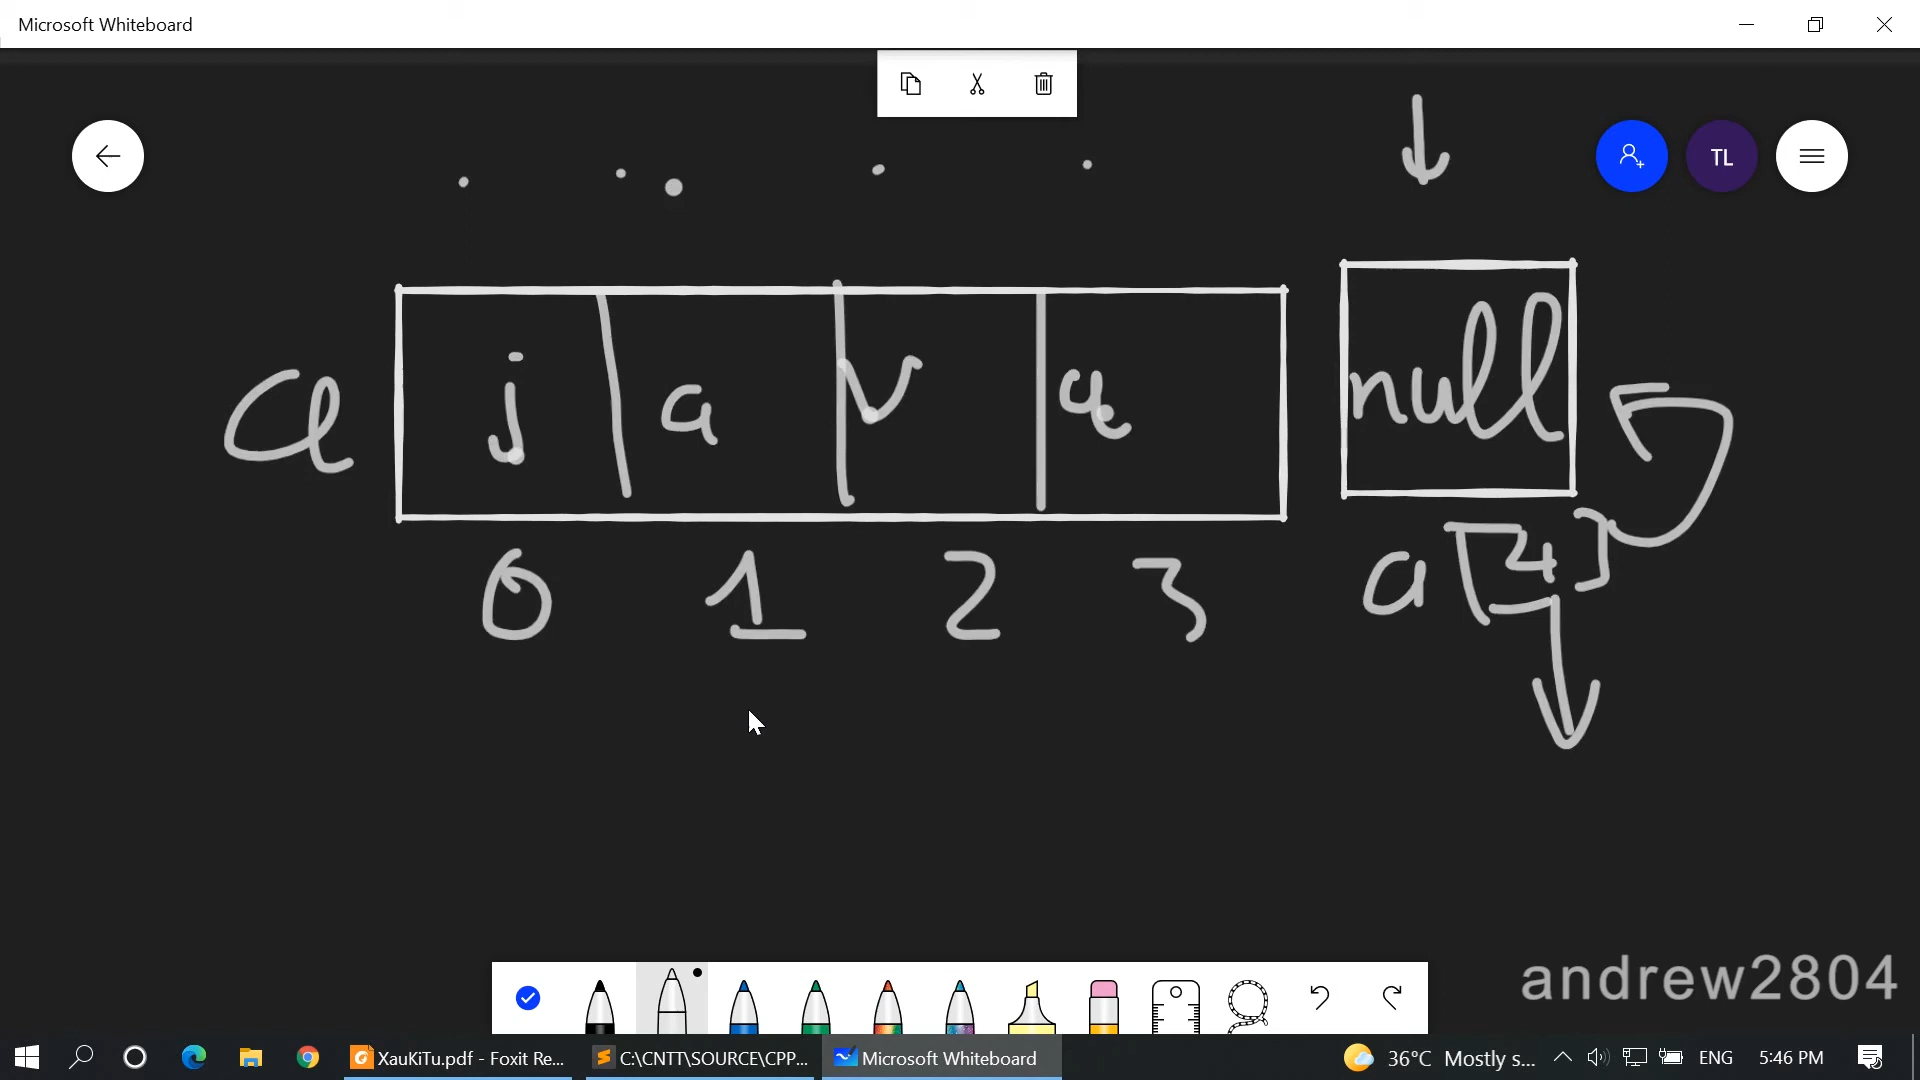 Microsoft Whiteboard
TL
a j a v a null
0 1 2 3 a[4]
andrew2804
XauKiTu.pdf - Foxit Re... C:\CNTT\SOURCE\CPP... Microsoft Whiteboard 36°C Mostly s... ENG 5:46 PM